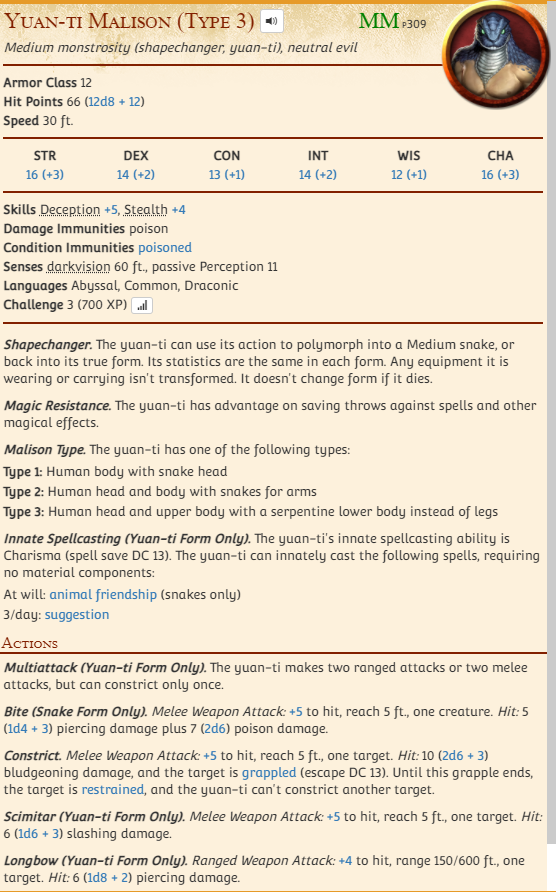 Yuan-ti Malison (Type 3) MM p309
Medium monstrosity (shapechanger, yuan-ti), neutral evil
Armor Class 12
Hit Points 66 (12d8 + 12)
Speed 30 ft.
STR DEX CON INT WIS CHA
16 (+3) 14 (+2) 13 (+1) 14 (+2) 12 (+1) 16 (+3)
Skills Deception +5, Stealth +4
Damage Immunities poison
Condition Immunities poisoned
Senses darkvision 60 ft., passive Perception 11
Languages Abyssal, Common, Draconic
Challenge 3 (700 XP)
Shapechanger. The yuan-ti can use its action to polymorph into a Medium snake, or
back into its true form. Its statistics are the same in each form. Any equipment it is
wearing or carrying isn't transformed. It doesn't change form if it dies.
Magic Resistance. The yuan-ti has advantage on saving throws against spells and other
magical effects.
Malison Type. The yuan-ti has one of the following types:
Type 1: Human body with snake head
Type 2: Human head and body with snakes for arms
Type 3: Human head and upper body with a serpentine lower body instead of legs
Innate Spellcasting (Yuan-ti Form Only). The yuan-ti's innate spellcasting ability is
Charisma (spell save DC 13). The yuan-ti can innately cast the following spells, requiring
no material components:
At will: animal friendship (snakes only)
3/day: suggestion
Actions
Multiattack (Yuan-ti Form Only). The yuan-ti makes two ranged attacks or two melee
attacks, but can constrict only once.
Bite (Snake Form Only). Melee Weapon Attack: +5 to hit, reach 5 ft., one creature. Hit: 5
(1d4 + 3) piercing damage plus 7 (2d6) poison damage.
Constrict. Melee Weapon Attack: +5 to hit, reach 5 ft., one target. Hit: 10 (2d6 + 3)
bludgeoning damage, and the target is grappled (escape DC 13). Until this grapple ends,
the target is restrained, and the yuan-ti can't constrict another target.
Scimitar (Yuan-ti Form Only). Melee Weapon Attack: +5 to hit, reach 5 ft., one target. Hit:
6 (1d6 + 3) slashing damage.
Longbow (Yuan-ti Form Only). Ranged Weapon Attack: +4 to hit, range 150/600 ft., one
target. Hit: 6 (1d8 + 2) piercing damage.